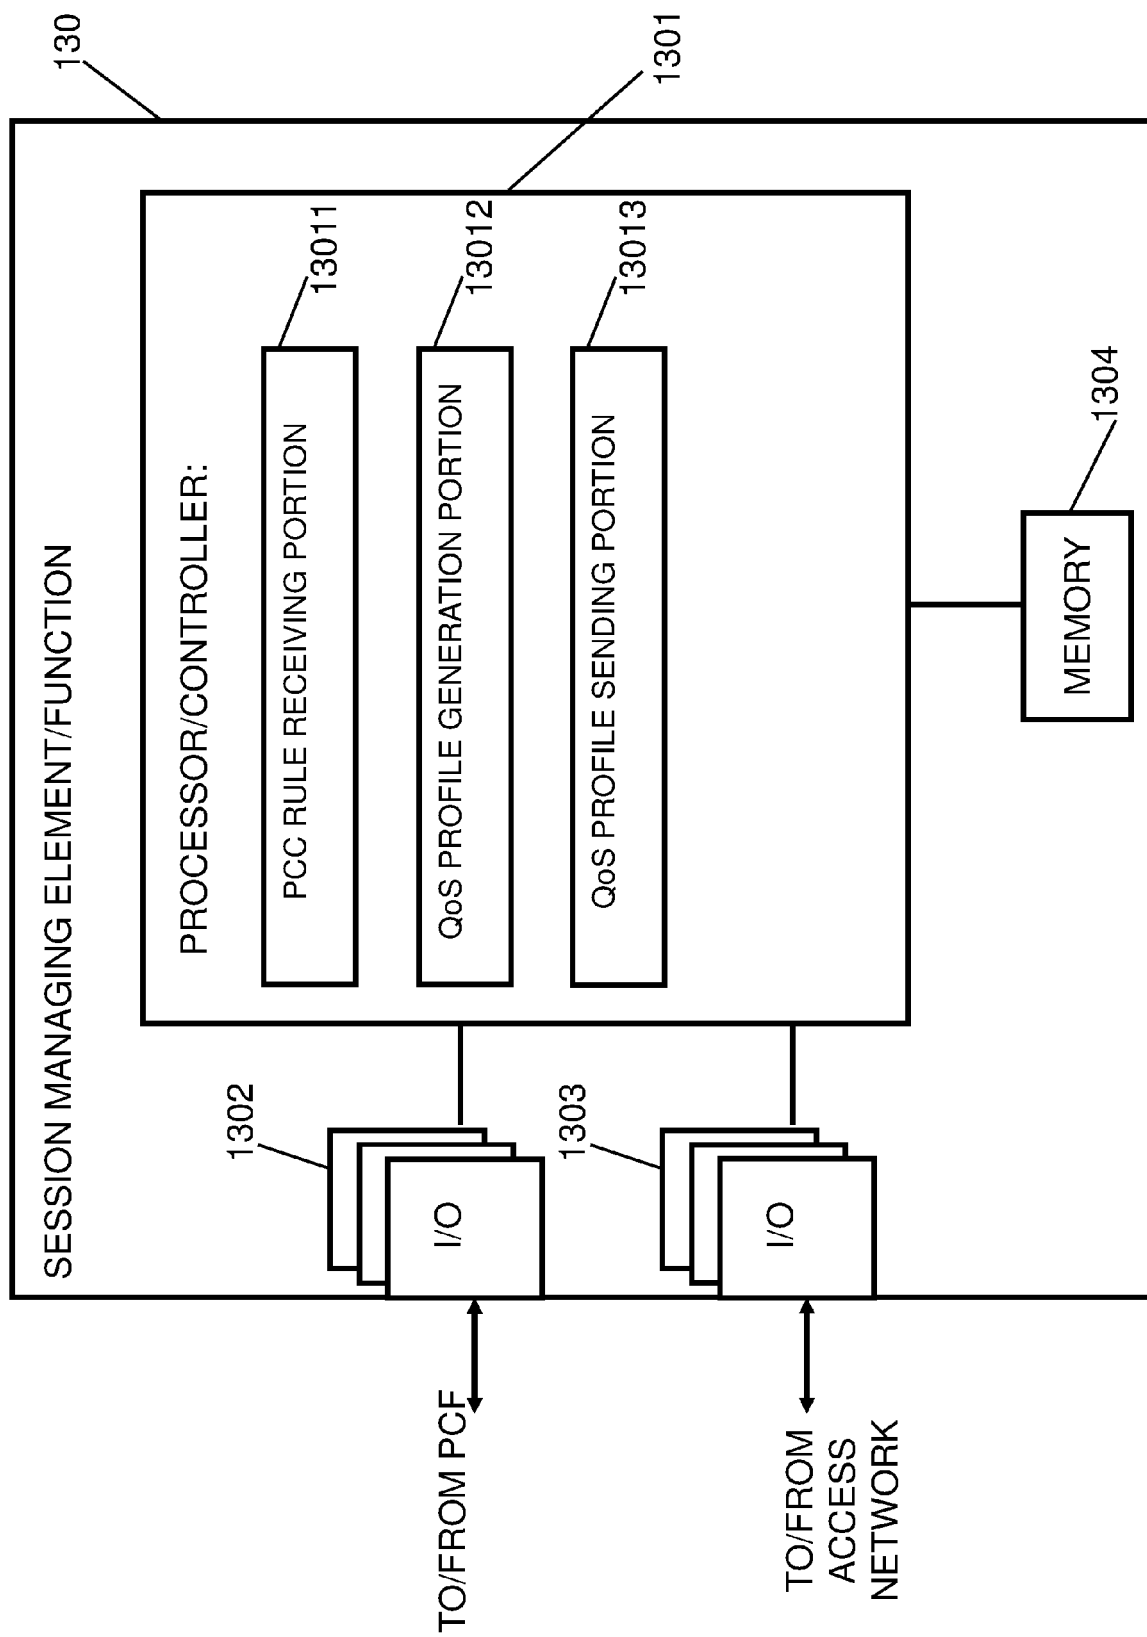 130
SESSION MANAGING ELEMENT/FUNCTION
1301
PROCESSOR/CONTROLLER:
13011
PCC RULE RECEIVING PORTION
13012
QoS PROFILE GENERATION PORTION
13013
QoS PROFILE SENDING PORTION
1302
I/O
TO/FROM PCF
1303
I/O
TO/FROM
ACCESS
NETWORK
1304
MEMORY